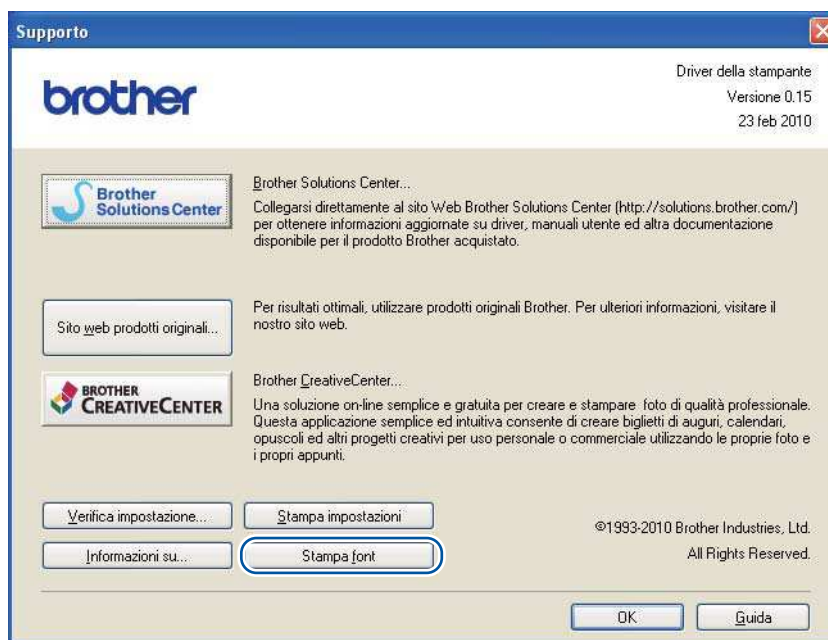 Supporto
brother
Driver della stampante
Versione 0.15
23 feb 2010
Brother
Solutions Center
Brother Solutions Center...
Collegarsi direttamente al sito Web Brother Solutions Center (http://solutions.brother.com/)
per ottenere informazioni aggiornate su driver, manuali utente ed altra documentazione
disponibile per il prodotto Brother acquistato.
Sito web prodotti originali...
Per risultati ottimali, utilizzare prodotti originali Brother. Per ulteriori informazioni, visitare il
nostro sito web.
BROTHER
CREATIVECENTER
Brother CreativeCenter...
Una soluzione on-line semplice e gratuita per creare e stampare foto di qualità professionale.
Questa applicazione semplice ed intuitiva consente di creare biglietti di auguri, calendari,
opuscoli ed altri progetti creativi per uso personale o commerciale utilizzando le proprie foto e
i propri appunti.
Verifica impostazione...
Stampa impostazioni
Informazioni su...
Stampa font
©1993-2010 Brother Industries, Ltd.
All Rights Reserved.
OK
Guida